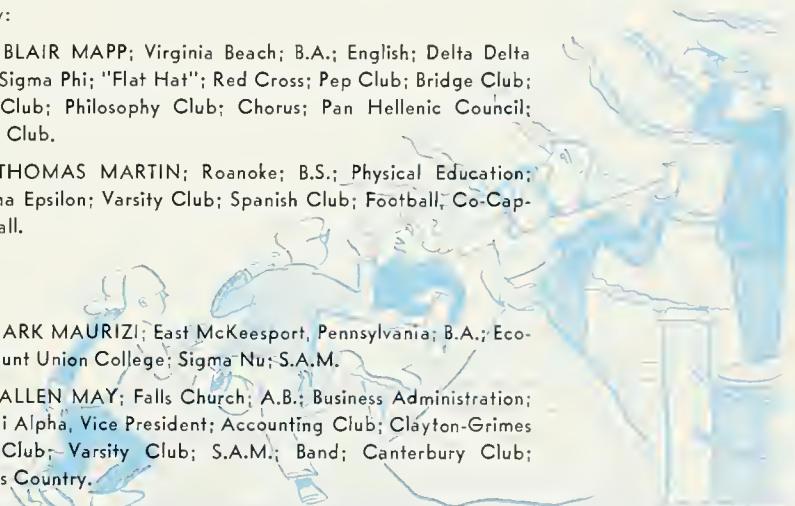 y:
BLAIR MAPP; Virginia Beach; B.A.; English; Delta Delta
Sigma Phi; "Flat Hat"; Red Cross; Pep Club; Bridge Club;
Club; Philosophy Club; Chorus; Pan Hellenic Council;
Club.
THOMAS MARTIN; Roanoke; B.S.; Physical Education;
na Epsilon; Varsity Club; Spanish Club; Football, Co-Cap-
all.
ARK MAURIZI; East McKeesport, Pennsylvania; B.A.; Eco-
unt Union College; Sigma Nu; S.A.M.
ALLEN MAY; Falls Church; A.B.; Business Administration;
i Alpha, Vice President; Accounting Club; Clayton-Grimes
Club; Varsity Club; S.A.M.; Band; Canterbury Club;
s Country.